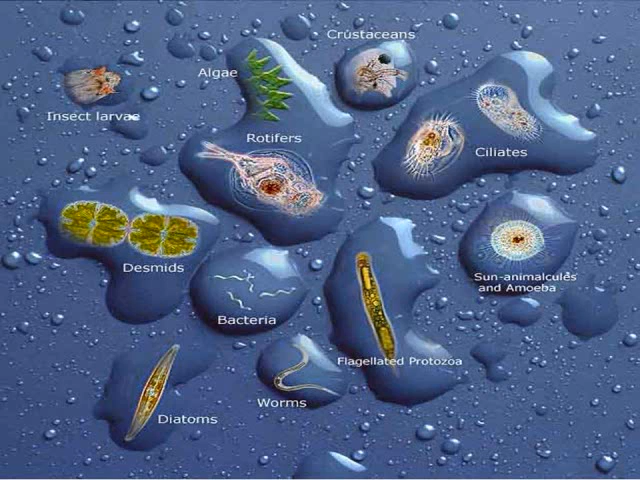 Crustaceans
Algae
Insect larvae
Rotifers
Ciliates
Desmids
Sun-animalcules
and Amoeba
Bacteria
Flagellated Protozoa
Worms
Diatoms